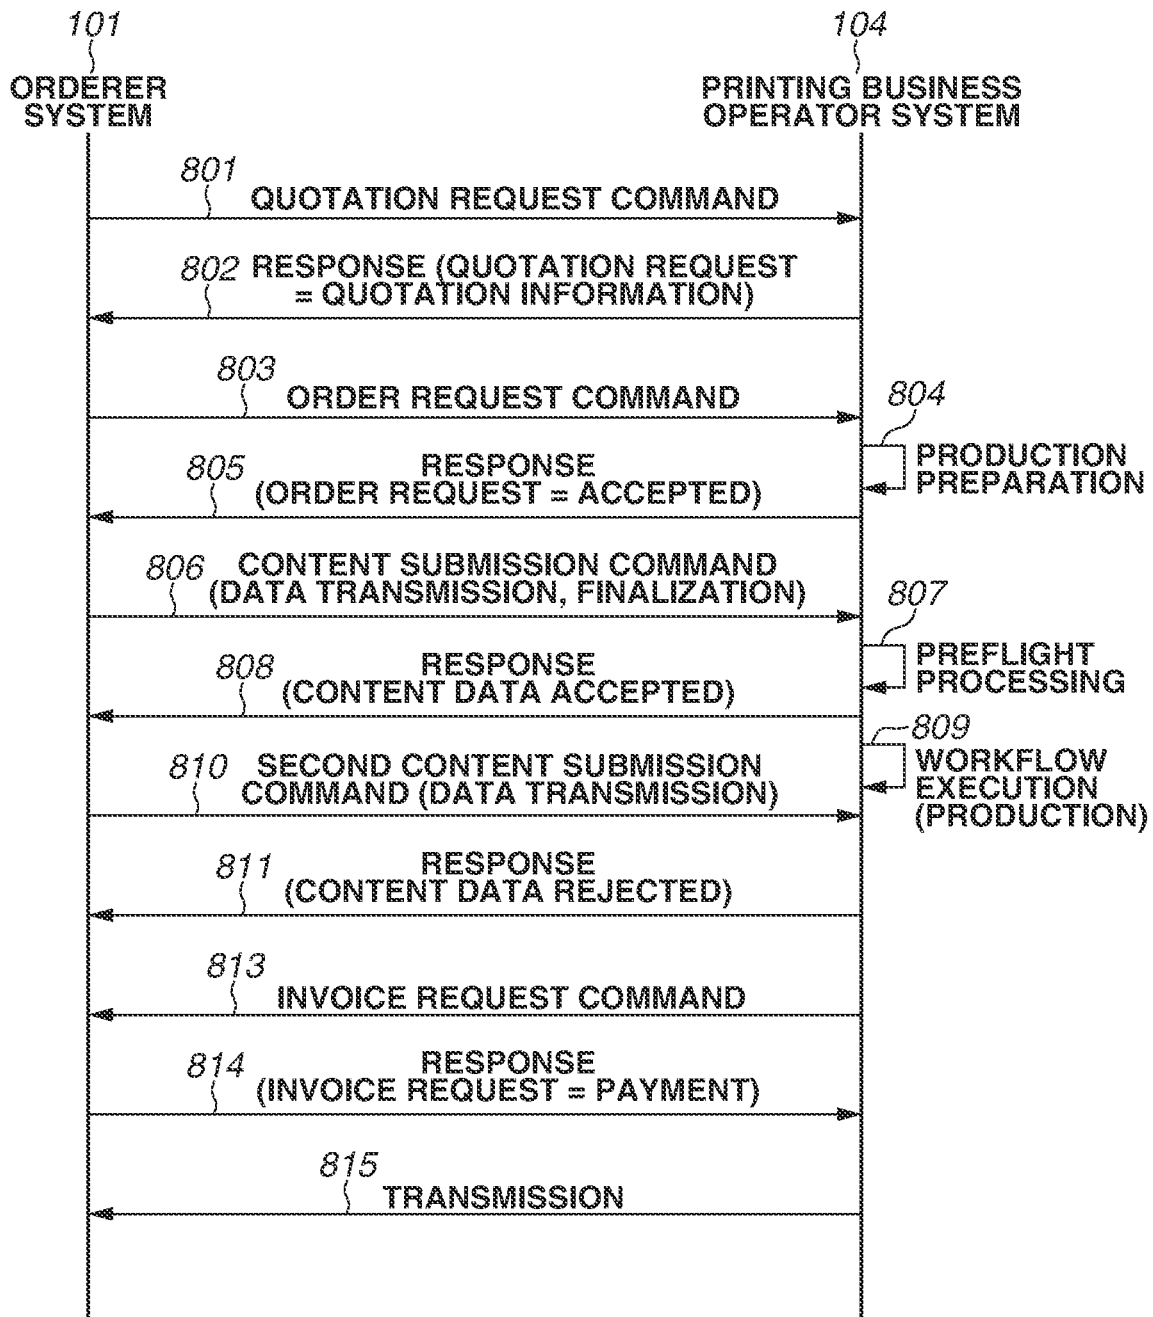 101
104
ORDERER
SYSTEM
PRINTING BUSINESS
OPERATOR SYSTEM
801
QUOTATION REQUEST COMMAND
802
RESPONSE (QUOTATION REQUEST
= QUOTATION INFORMATION)
803
ORDER REQUEST COMMAND
804
PRODUCTION
PREPARATION
805
RESPONSE
(ORDER REQUEST = ACCEPTED)
806
CONTENT SUBMISSION COMMAND
(DATA TRANSMISSION, FINALIZATION)
807
PREFLIGHT
PROCESSING
808
RESPONSE
(CONTENT DATA ACCEPTED)
809
WORKFLOW
EXECUTION
(PRODUCTION)
810
SECOND CONTENT SUBMISSION
COMMAND (DATA TRANSMISSION)
811
RESPONSE
(CONTENT DATA REJECTED)
813
INVOICE REQUEST COMMAND
814
RESPONSE
(INVOICE REQUEST = PAYMENT)
815
TRANSMISSION